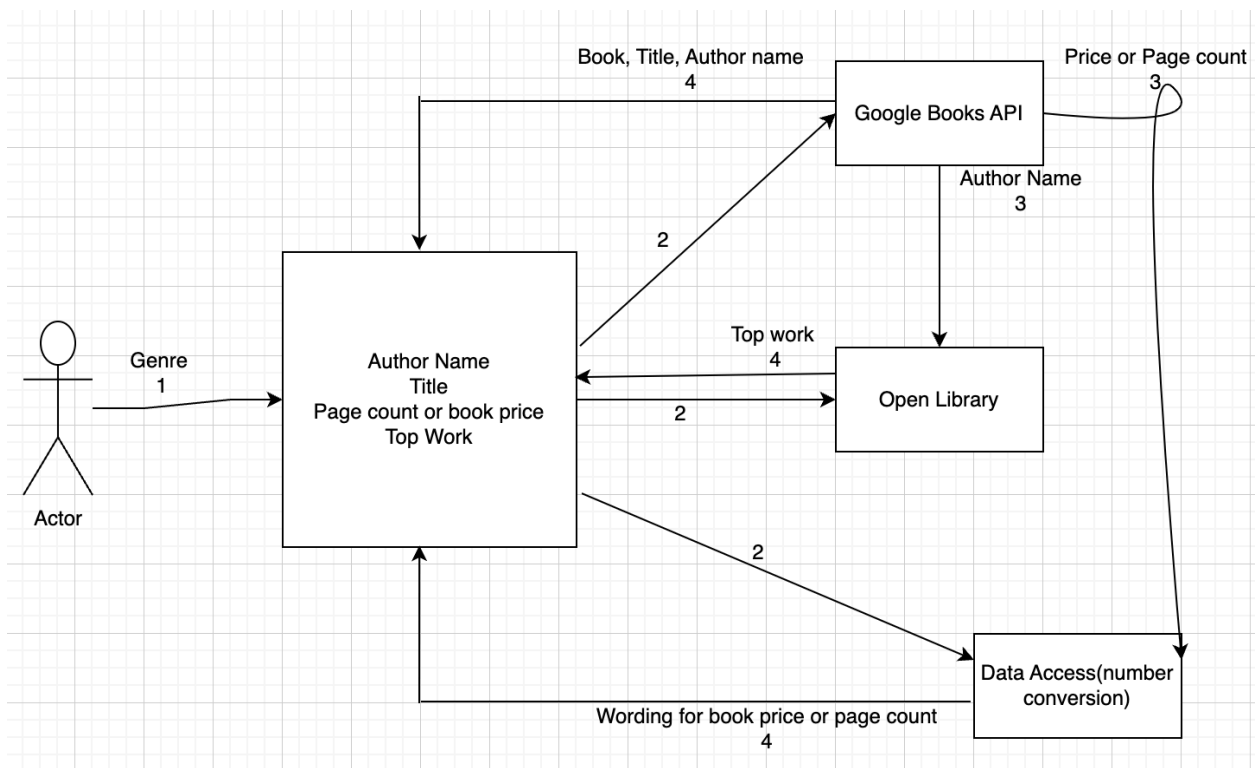 Book, Title, Author name
4
Price or Page count
3
Google Books API
Author Name
3
2
Genre
1
Author Name
Title
Page count or book price
Top Work
Top work
4
2
Open Library
Actor
2
Data Access(number
conversion)
Wording for book price or page count
4